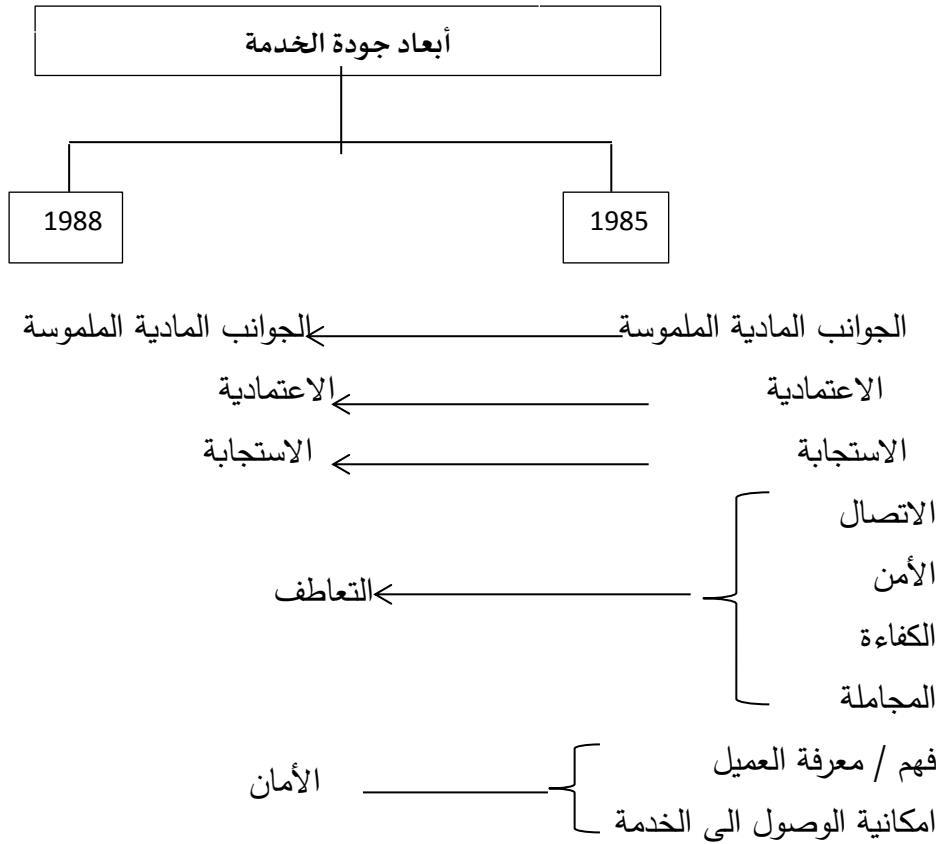 أبعاد جودة الخدمة
1985
1988
الجوانب المادية الملموسة
الجوانب المادية الملموسة
الاعتمادية
الاعتمادية
الاستجابة
الاستجابة
الاتصال
الأمن
التعاطف
الكفاءة
المجاملة
فهم / معرفة العميل
الأمان
امكانية الوصول الى الخدمة